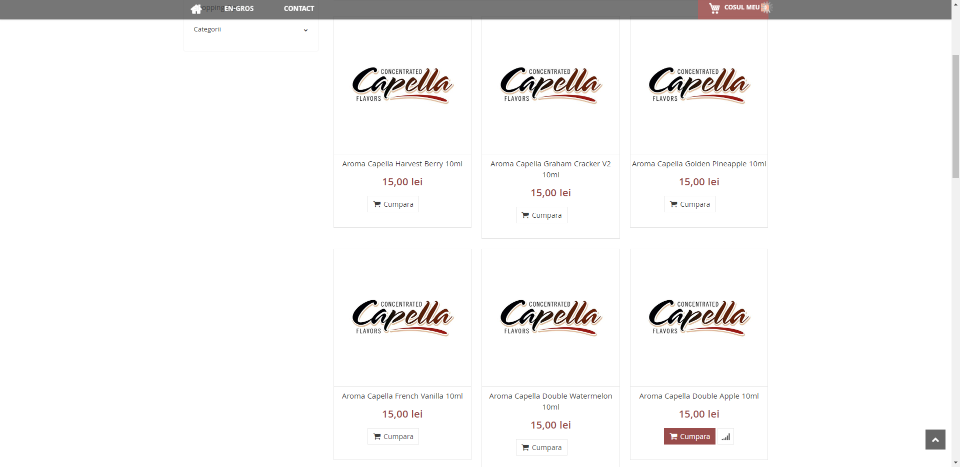 EN-GROS
CONTACT
COSUL MEU
Categorii
CONCENTRATED
Capella
FLAVORS
CONCENTRATED
Capella
FLAVORS
CONCENTRATED
Capella
FLAVORS
Aroma Capella Harvest Berry 10ml
15,00 lei
Cumpara
Aroma Capella Graham Cracker V2
10ml
15,00 lei
Cumpara
Aroma Capella Golden Pineapple 10ml
15,00 lei
Cumpara
CONCENTRATED
Capella
FLAVORS
CONCENTRATED
Capella
FLAVORS
CONCENTRATED
Capella
FLAVORS
Aroma Capella French Vanilla 10ml
15,00 lei
Cumpara
Aroma Capella Double Watermelon
10ml
15,00 lei
Cumpara
Aroma Capella Double Apple 10ml
15,00 lei
Cumpara